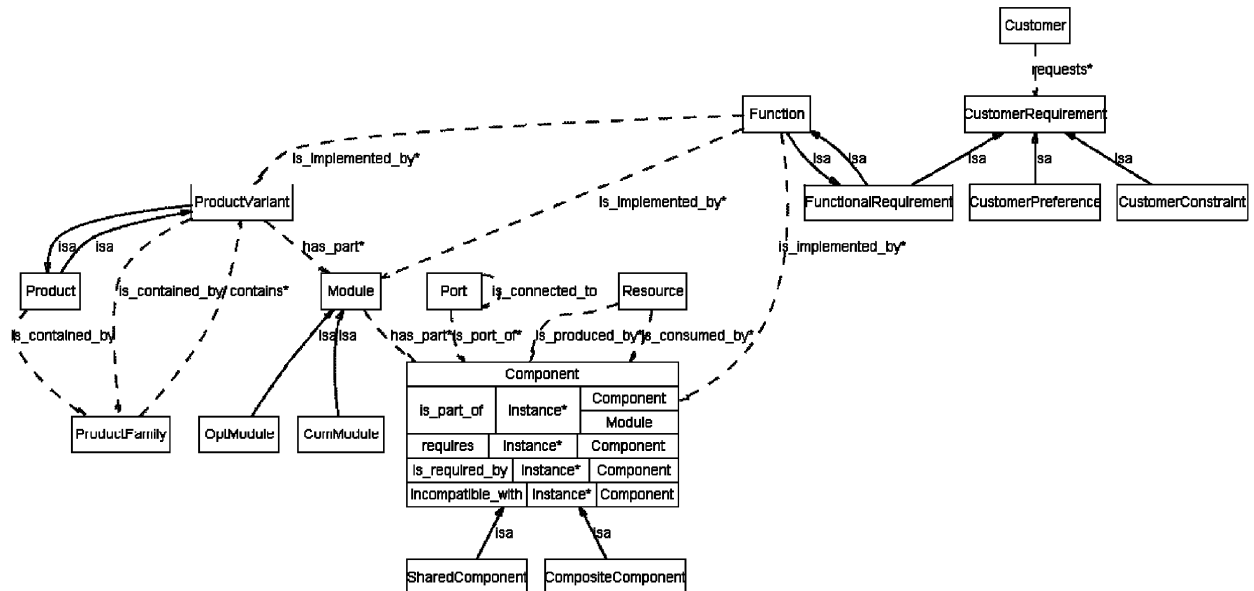 Customer
requests*
Function
CustomerRequirement
is_implemented_by*
isa
isa
isa
isa
isa
ProductVariant
FunctionalRequirement
CustomerPreference
CustomerConstraint
is_implemented_by*
isa
isa
has_part*
is_implemented_by*
Product
is_contained_by
contains*
Module
Port
is_connected_to
Resource
is_contained_by
isa
isa
has_part*
is_port_of*
is_produced_by*
is_consumed_by*
Component
is_part_of
Instance*
Component
Module
ProductFamily
OptModule
ComModule
requires
Instance*
Component
is_required_by
Instance*
Component
incompatible_with
Instance*
Component
isa
isa
SharedComponent
CompositeComponent